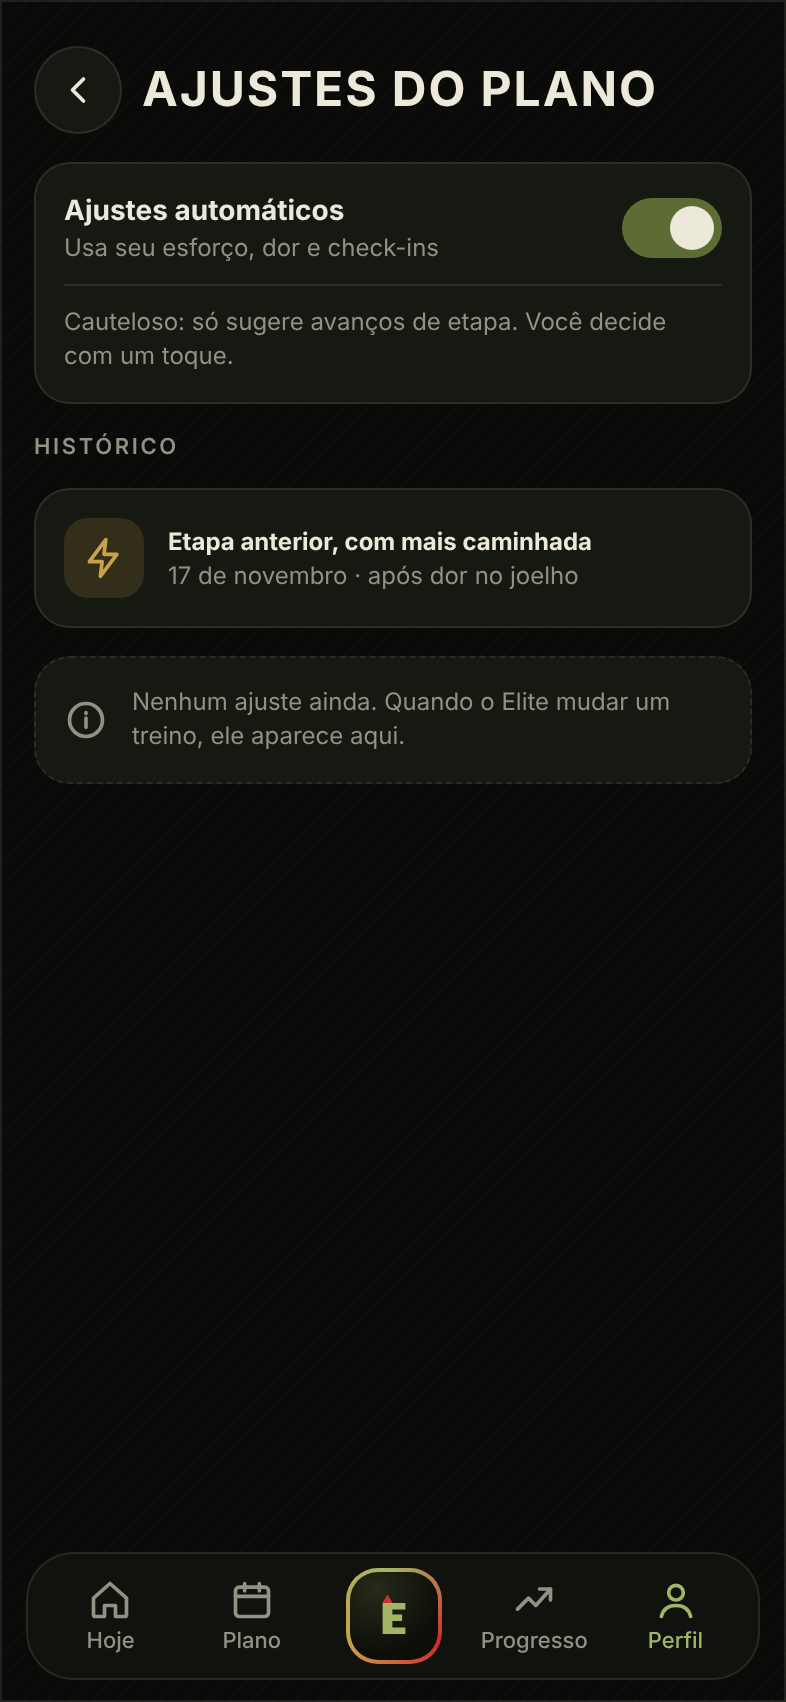 AJUSTES DO PLANO
Ajustes automáticos
Usa seu esforço, dor e check-ins
Cauteloso: só sugere avanços de etapa. Você decide
com um toque.
HISTÓRICO
Etapa anterior, com mais caminhada
17 de novembro · após dor no joelho
Nenhum ajuste ainda. Quando o Elite mudar um
treino, ele aparece aqui.
E
Hoje
Plano
Progresso
Perfil